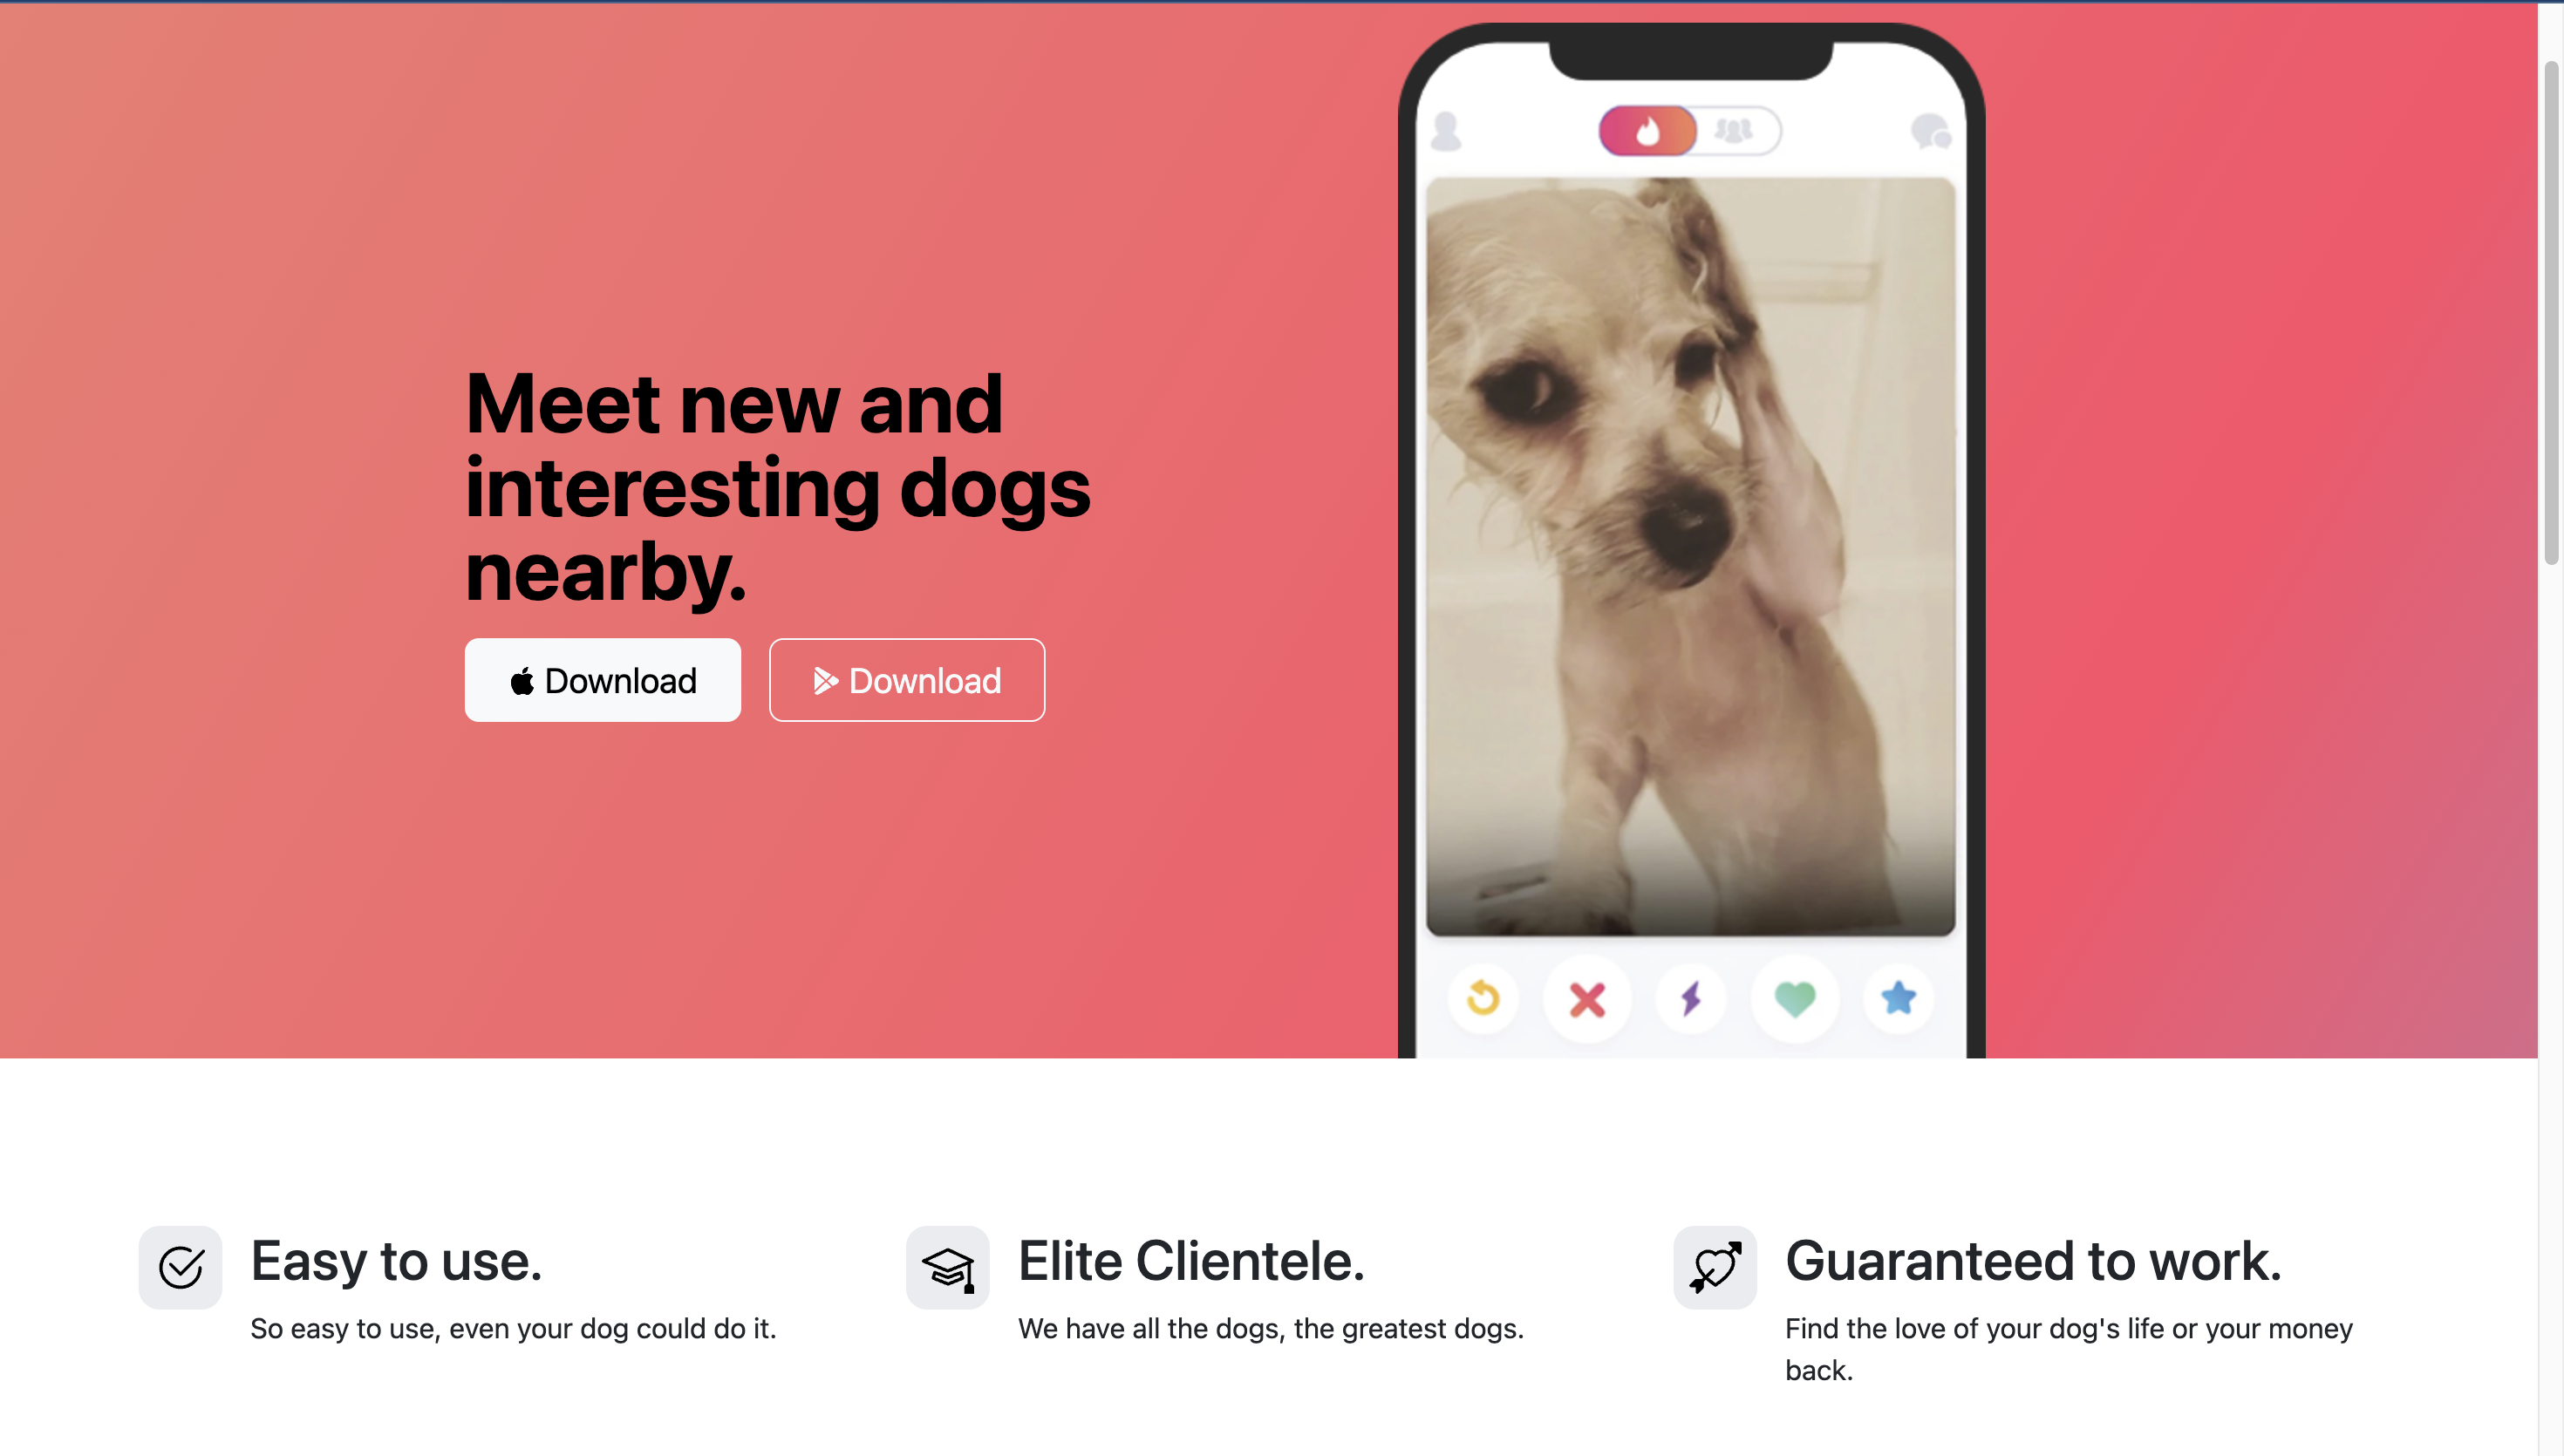 Meet new and
interesting dogs
nearby.
Download
Download
Easy to use.
So easy to use, even your dog could do it.
Elite Clientele.
We have all the dogs, the greatest dogs.
Guaranteed to work.
Find the love of your dog's life or your money
back.